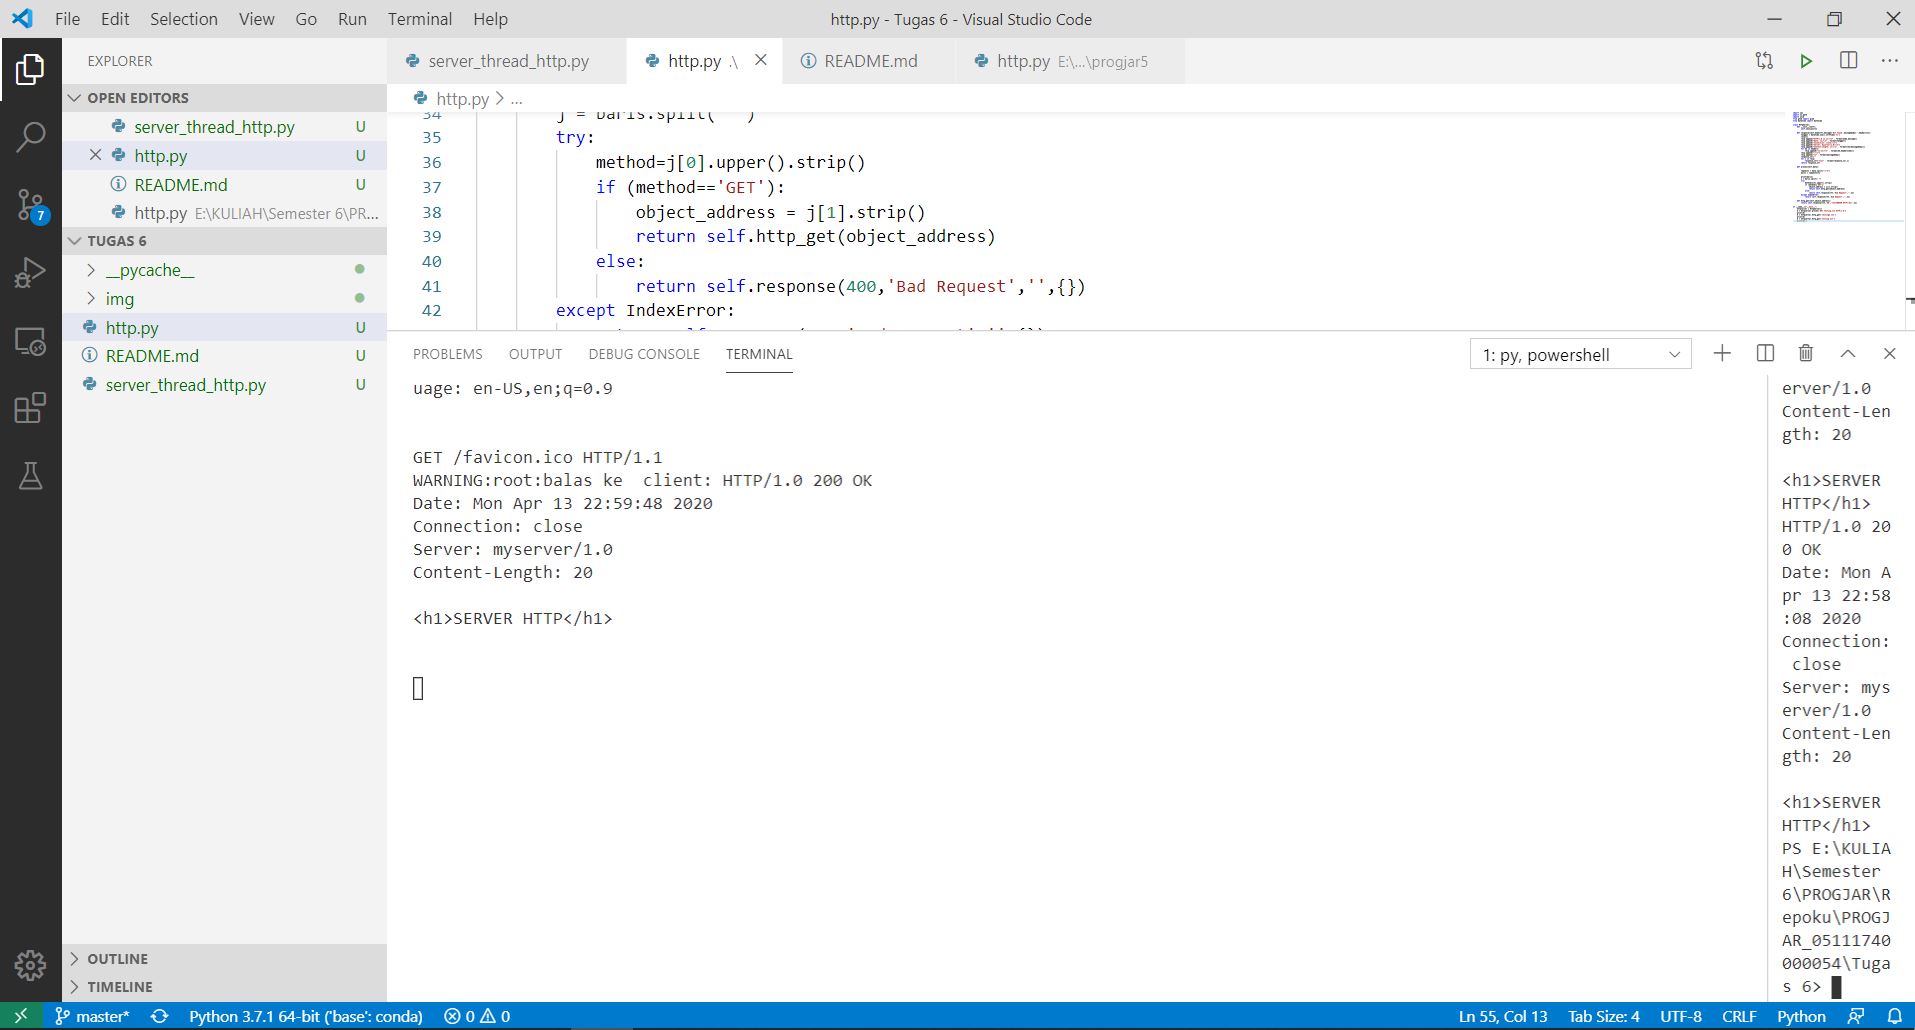 File Edit Selection View Go Run Terminal Help
http.py - Tugas 6 - Visual Studio Code
EXPLORER
OPEN EDITORS
server_thread_http.py U
http.py U
README.md U
http.py E:\KULIAH\Semester 6\PR...
TUGAS 6
__pycache__
img
http.py U
README.md U
server_thread_http.py U
OUTLINE
TIMELINE
7
server_thread_http.py
http.py .\
README.md
http.py E:\...\progjar5
http.py > ...
34 j = baris.split(
35 try:
36 method=j[0].upper().strip()
37 if (method=='GET'):
38 object_address = j[1].strip()
39 return self.http_get(object_address)
40 else:
41 return self.response(400,'Bad Request','',{})
42 except IndexError:
PROBLEMS OUTPUT DEBUG CONSOLE TERMINAL
1: py, powershell
uage: en-US,en;q=0.9
GET /favicon.ico HTTP/1.1
WARNING:root:balas ke  client: HTTP/1.0 200 OK
Date: Mon Apr 13 22:59:48 2020
Connection: close
Server: myserver/1.0
Content-Length: 20
<h1>SERVER HTTP</h1>
erver/1.0
Content-Len
gth: 20
<h1>SERVER
HTTP</h1>
HTTP/1.0 20
0 OK
Date: Mon A
pr 13 22:58
:08 2020
Connection:
close
Server: mys
erver/1.0
Content-Len
gth: 20
<h1>SERVER
HTTP</h1>
PS E:\KULIA
H\Semester
6\PROGJAR\R
epoku\PROGJ
AR_05111740
000054\Tuga
s 6>
master* Python 3.7.1 64-bit ('base': conda) 0 0
Ln 55, Col 13 Tab Size: 4 UTF-8 CRLF Python